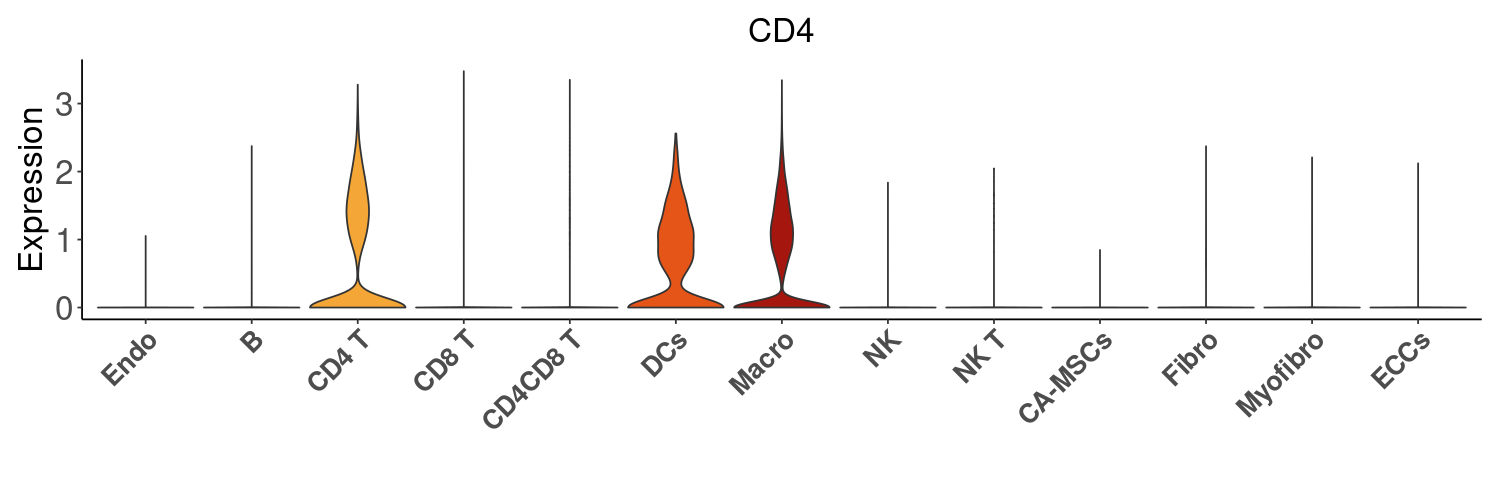 CD4
Expression
3
2
1
0
Endo
B
CD4 T
CD8 T
CD4CD8 T
DCs
Macro
NK
NK T
CA-MSCs
Fibro
Myofibro
ECCs